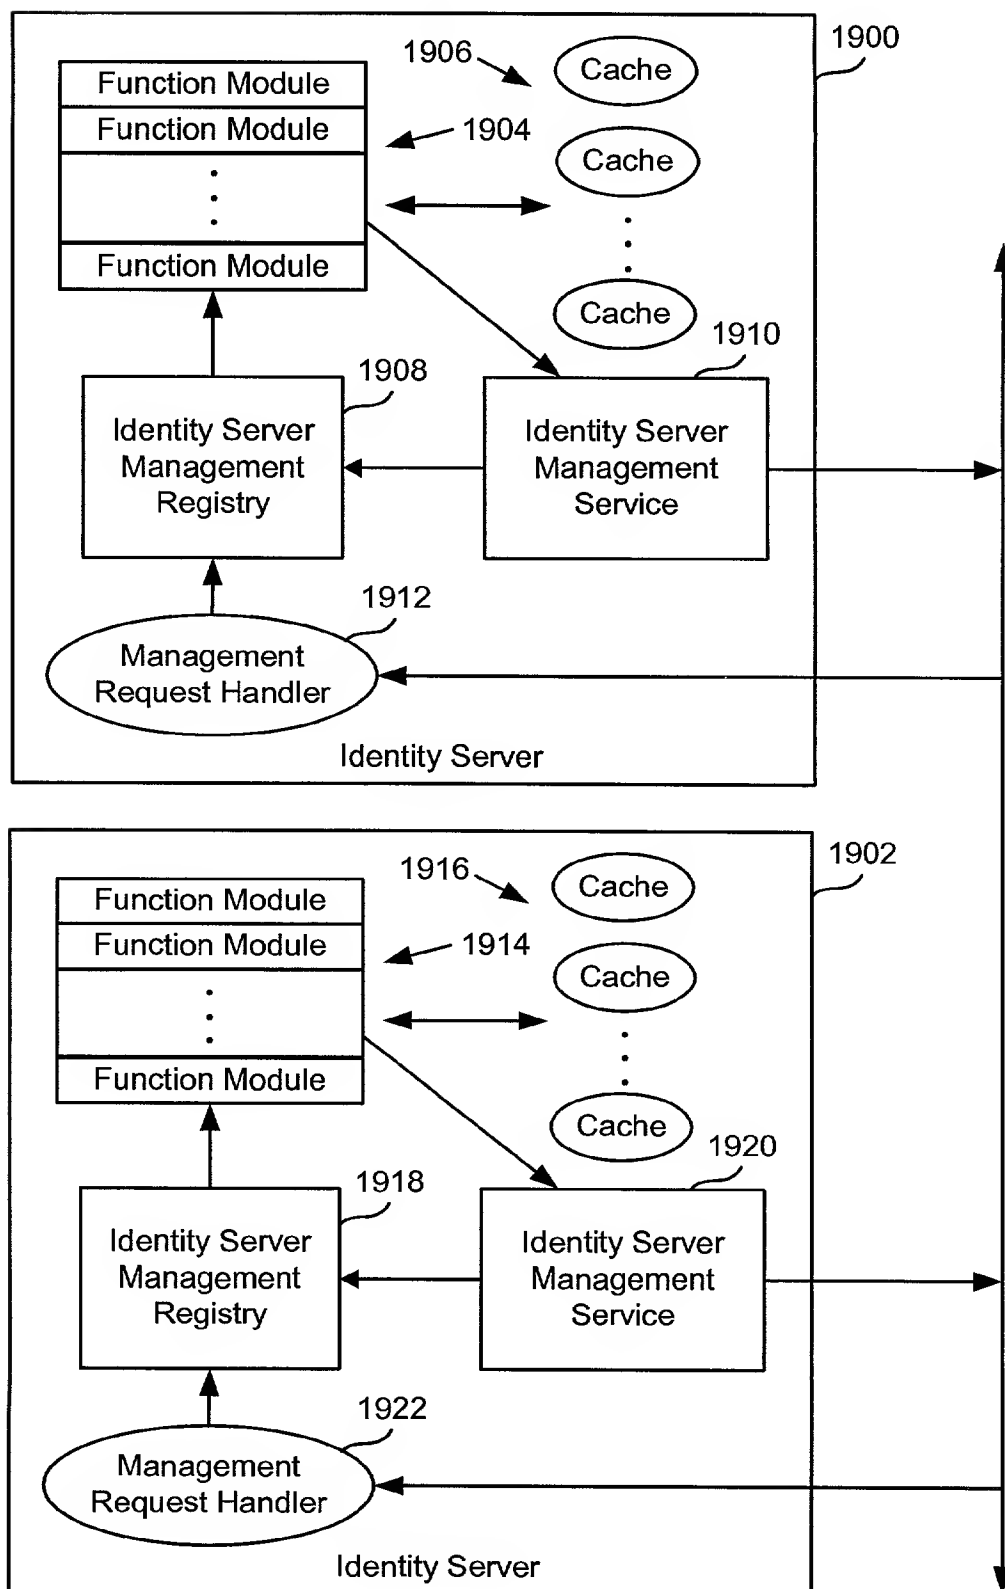 1900
1906
Cache
Function Module
Function Module
1904
Cache
Function Module
Cache
1910
1908
Identity Server
Management
Registry
Identity Server
Management
Service
1912
Management
Request Handler
Identity Server
1902
1916
Cache
Function Module
Function Module
1914
Cache
Function Module
Cache
1920
1918
Identity Server
Management
Registry
Identity Server
Management
Service
1922
Management
Request Handler
Identity Server